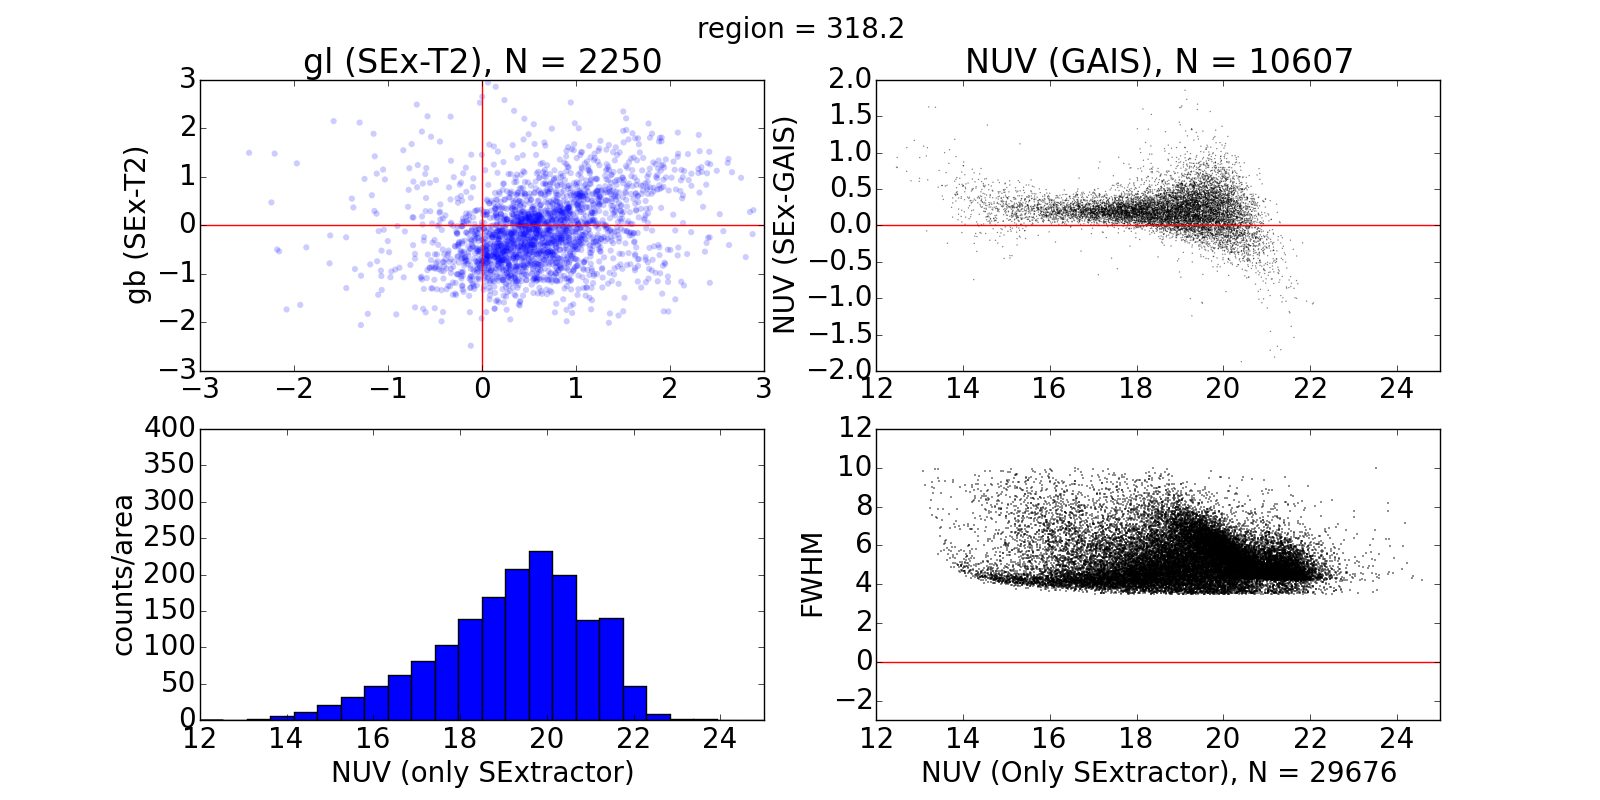 region = 318.2
gl (SEx-T2), N = 2250
3
2
1
0
−1
−2
−3
gb (SEx-T2)
−3 −2 −1 0 1 2 3
NUV (GAIS), N = 10607
2.0
1.5
1.0
0.5
0.0
−0.5
−1.0
−1.5
−2.0
NUV (SEx-GAIS)
12 14 16 18 20 22 24
400
350
300
250
200
150
100
50
0
counts/area
12 14 16 18 20 22 24
NUV (only SExtractor)
12
10
8
6
4
2
0
−2
FWHM
12 14 16 18 20 22 24
NUV (Only SExtractor), N = 29676